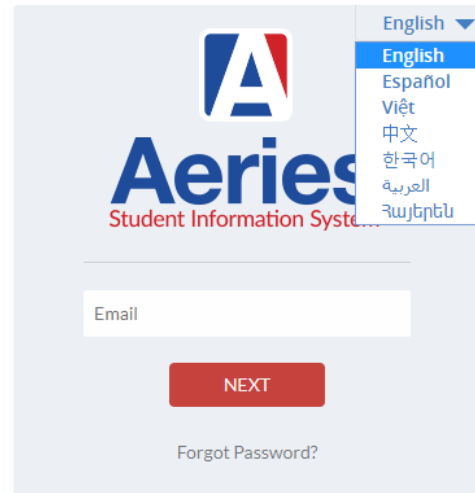 English
English
Español
Việt
中文
한국어
العربية
Հայերեն
Aeries
Student Information System
Email
NEXT
Forgot Password?